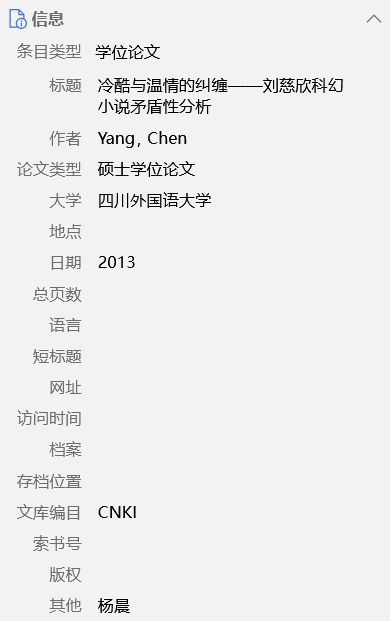 信息
条目类型 学位论文
标题 冷酷与温情的纠缠——刘慈欣科幻
小说矛盾性分析
作者 Yang, Chen
论文类型 硕士学位论文
大学 四川外国语大学
地点
日期 2013
总页数
语言
短标题
网址
访问时间
档案
存档位置
文库编目 CNKI
索书号
版权
其他 杨晨